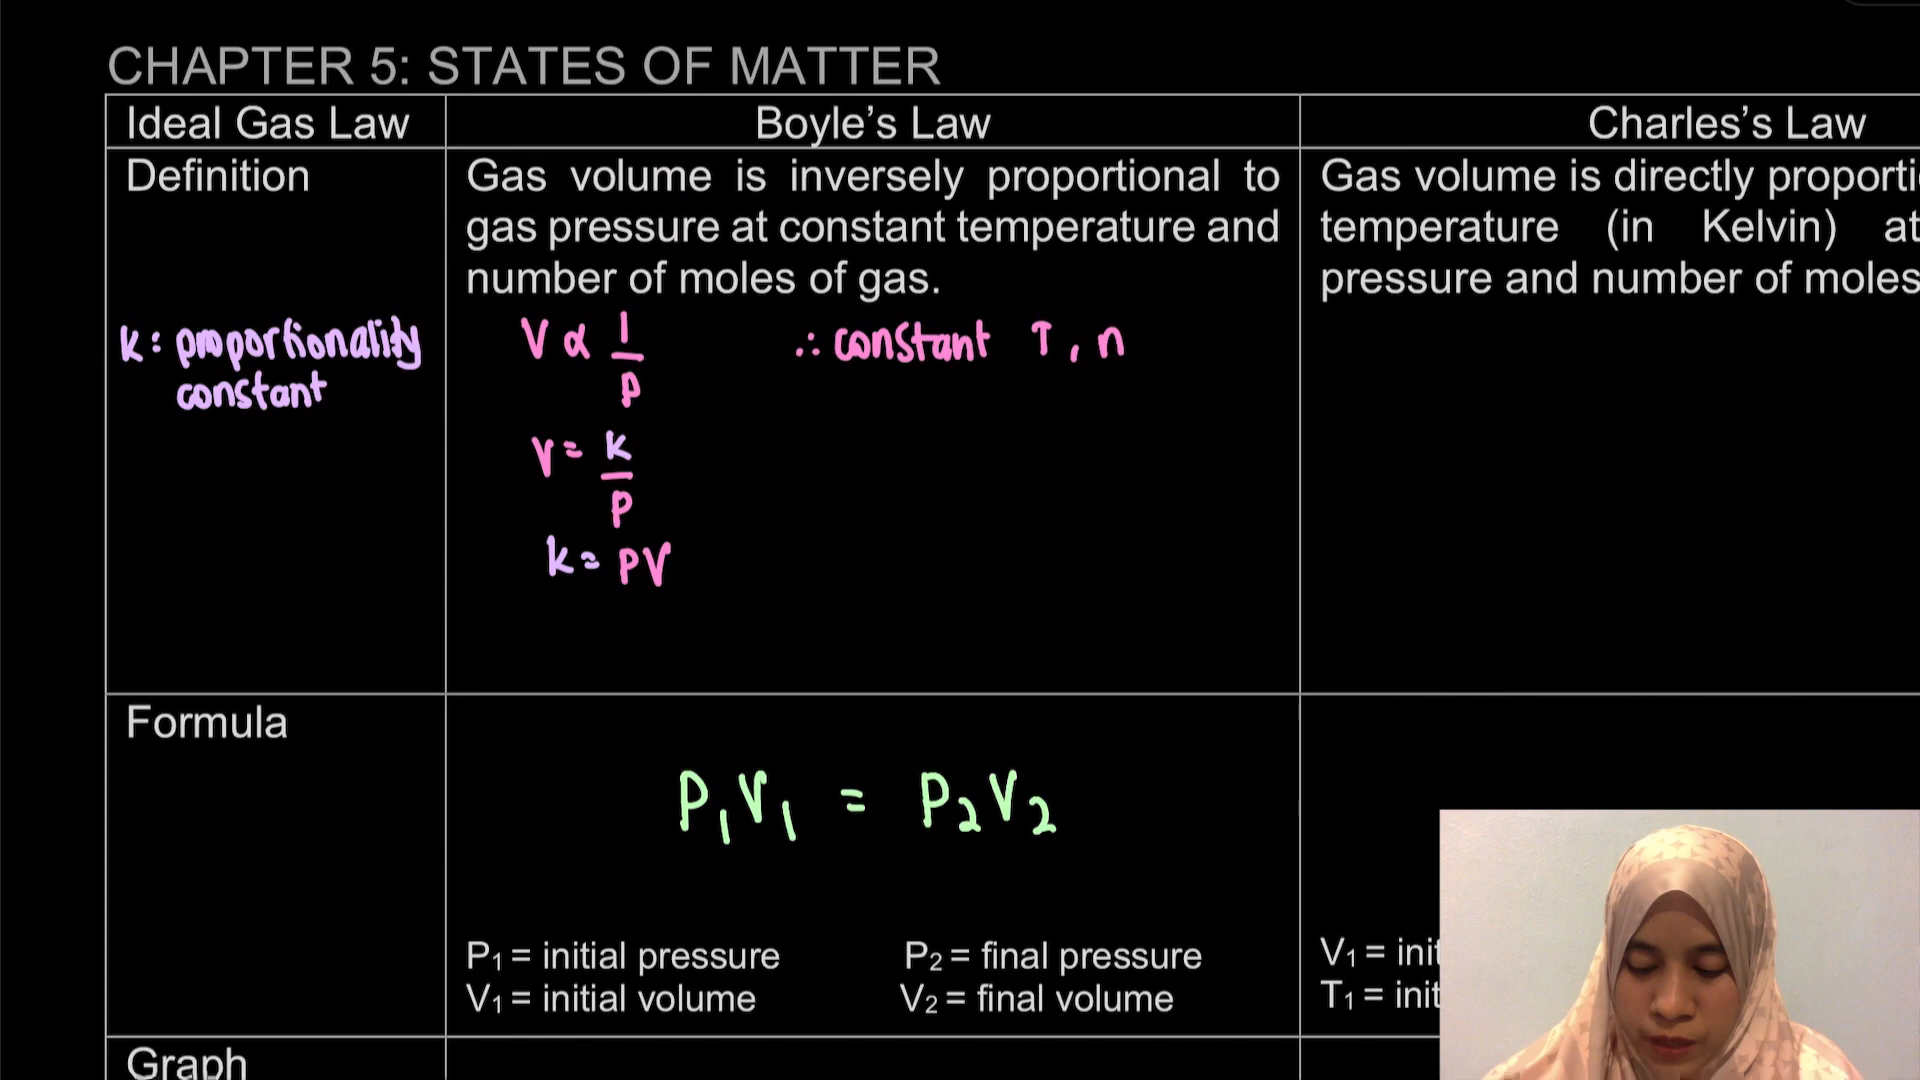 CHAPTER 5: STATES OF MATTER
Ideal Gas Law
Boyle’s Law
Charles’s Law
Definition
Gas volume is inversely proportional to
gas pressure at constant temperature and
number of moles of gas.
Gas volume is directly
temperature (in Kelvin) at
pressure and number of moles
k : proportionality
constant
V ∝ 1/P
∴ constant T, n
V = k/P
k = PV
Formula
P₁V₁ = P₂V₂
P₁ = initial pressure
P₂ = final pressure
V₁ = initial volume
V₂ = final volume
V₁ =
T₁ =
Graph